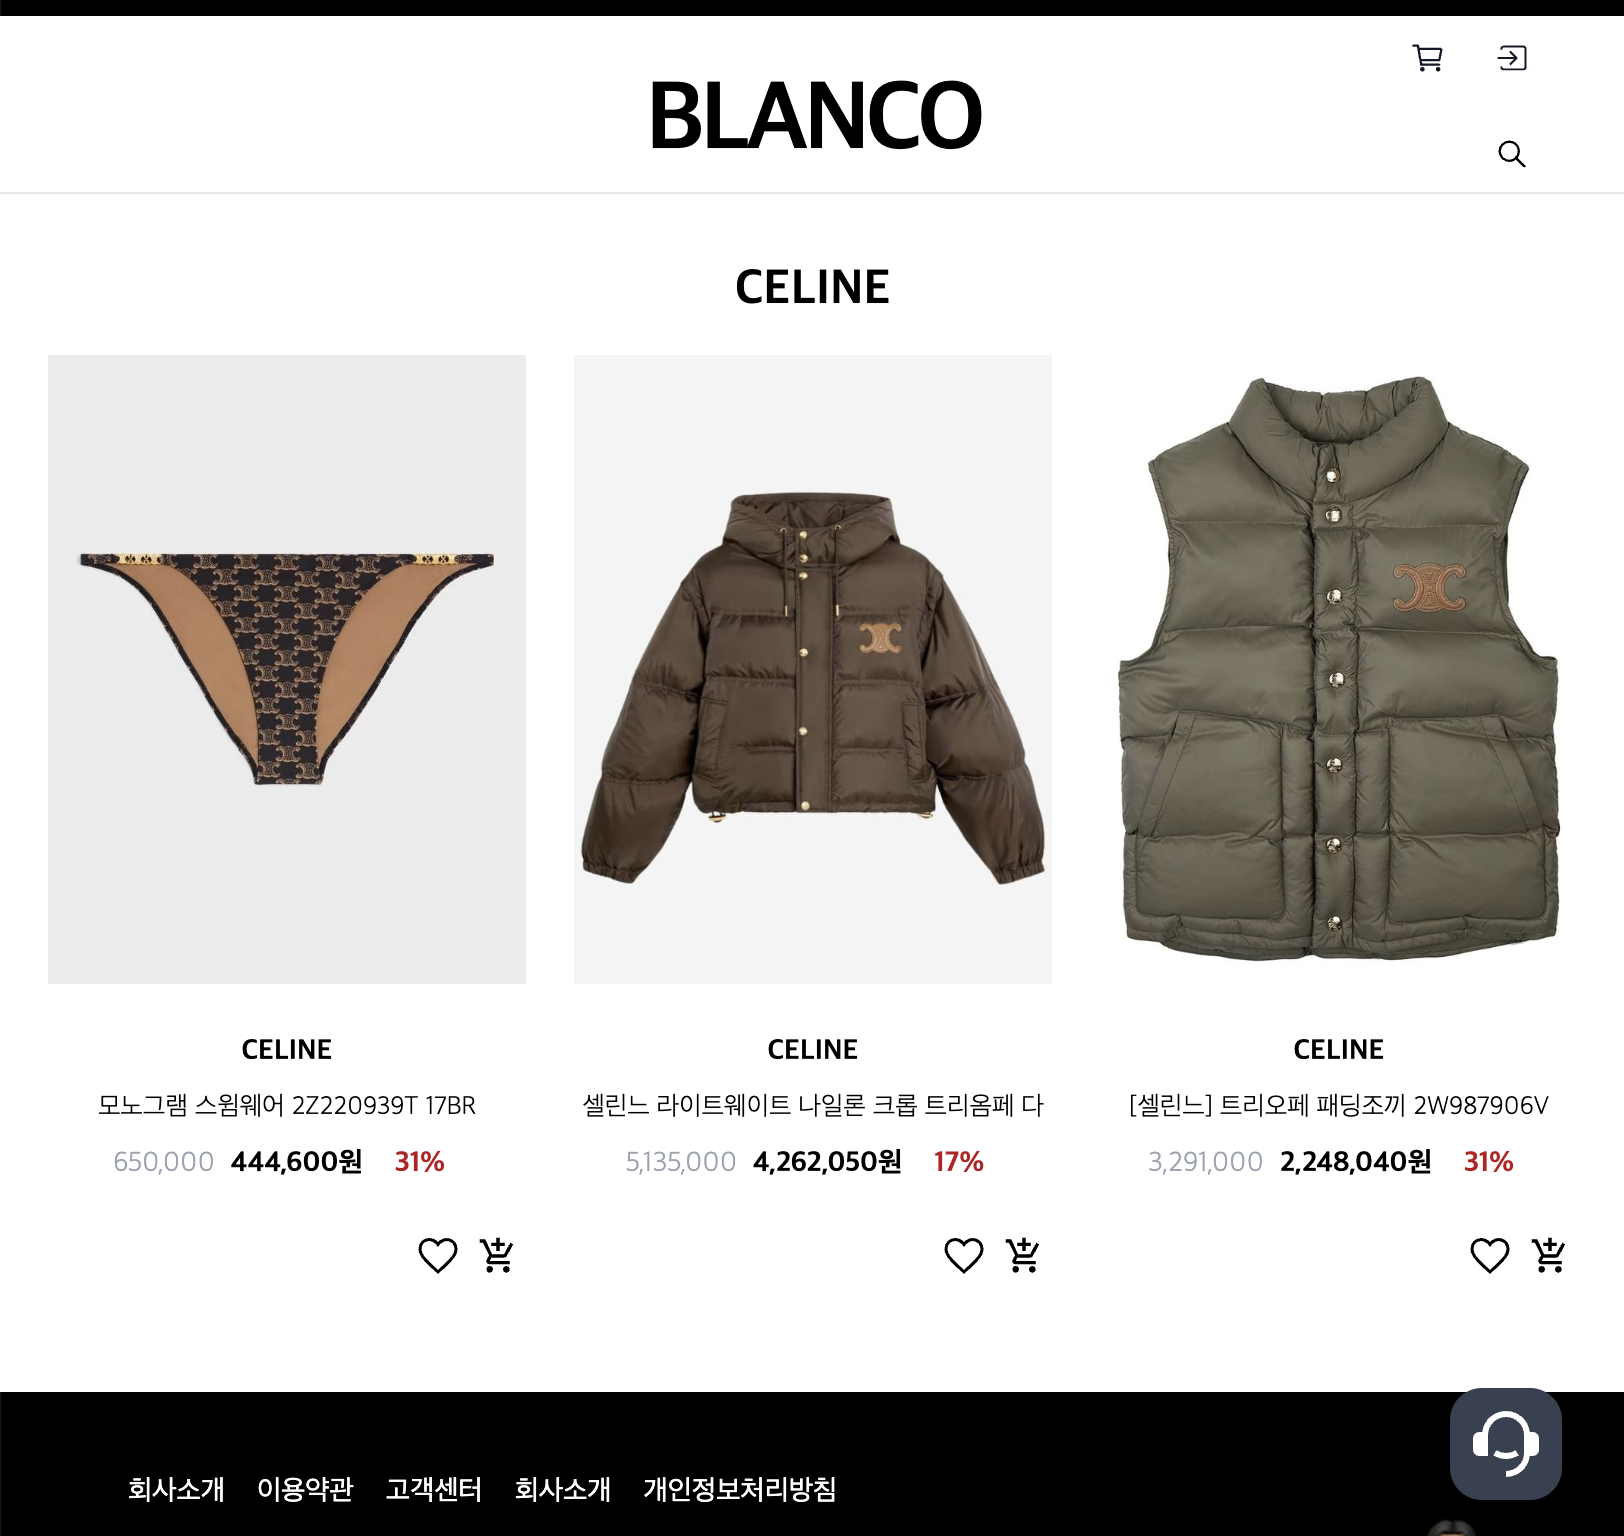 BLANCO
CELINE
CELINE
모노그램 스윔웨어 2Z220939T 17BR
650,000 444,600원 31%
CELINE
셀린느 라이트웨이트 나일론 크롭 트리옴페 다
5,135,000 4,262,050원 17%
CELINE
[셀린느] 트리오페 패딩조끼 2W987906V
3,291,000 2,248,040원 31%
회사소개 이용약관 고객센터 회사소개 개인정보처리방침